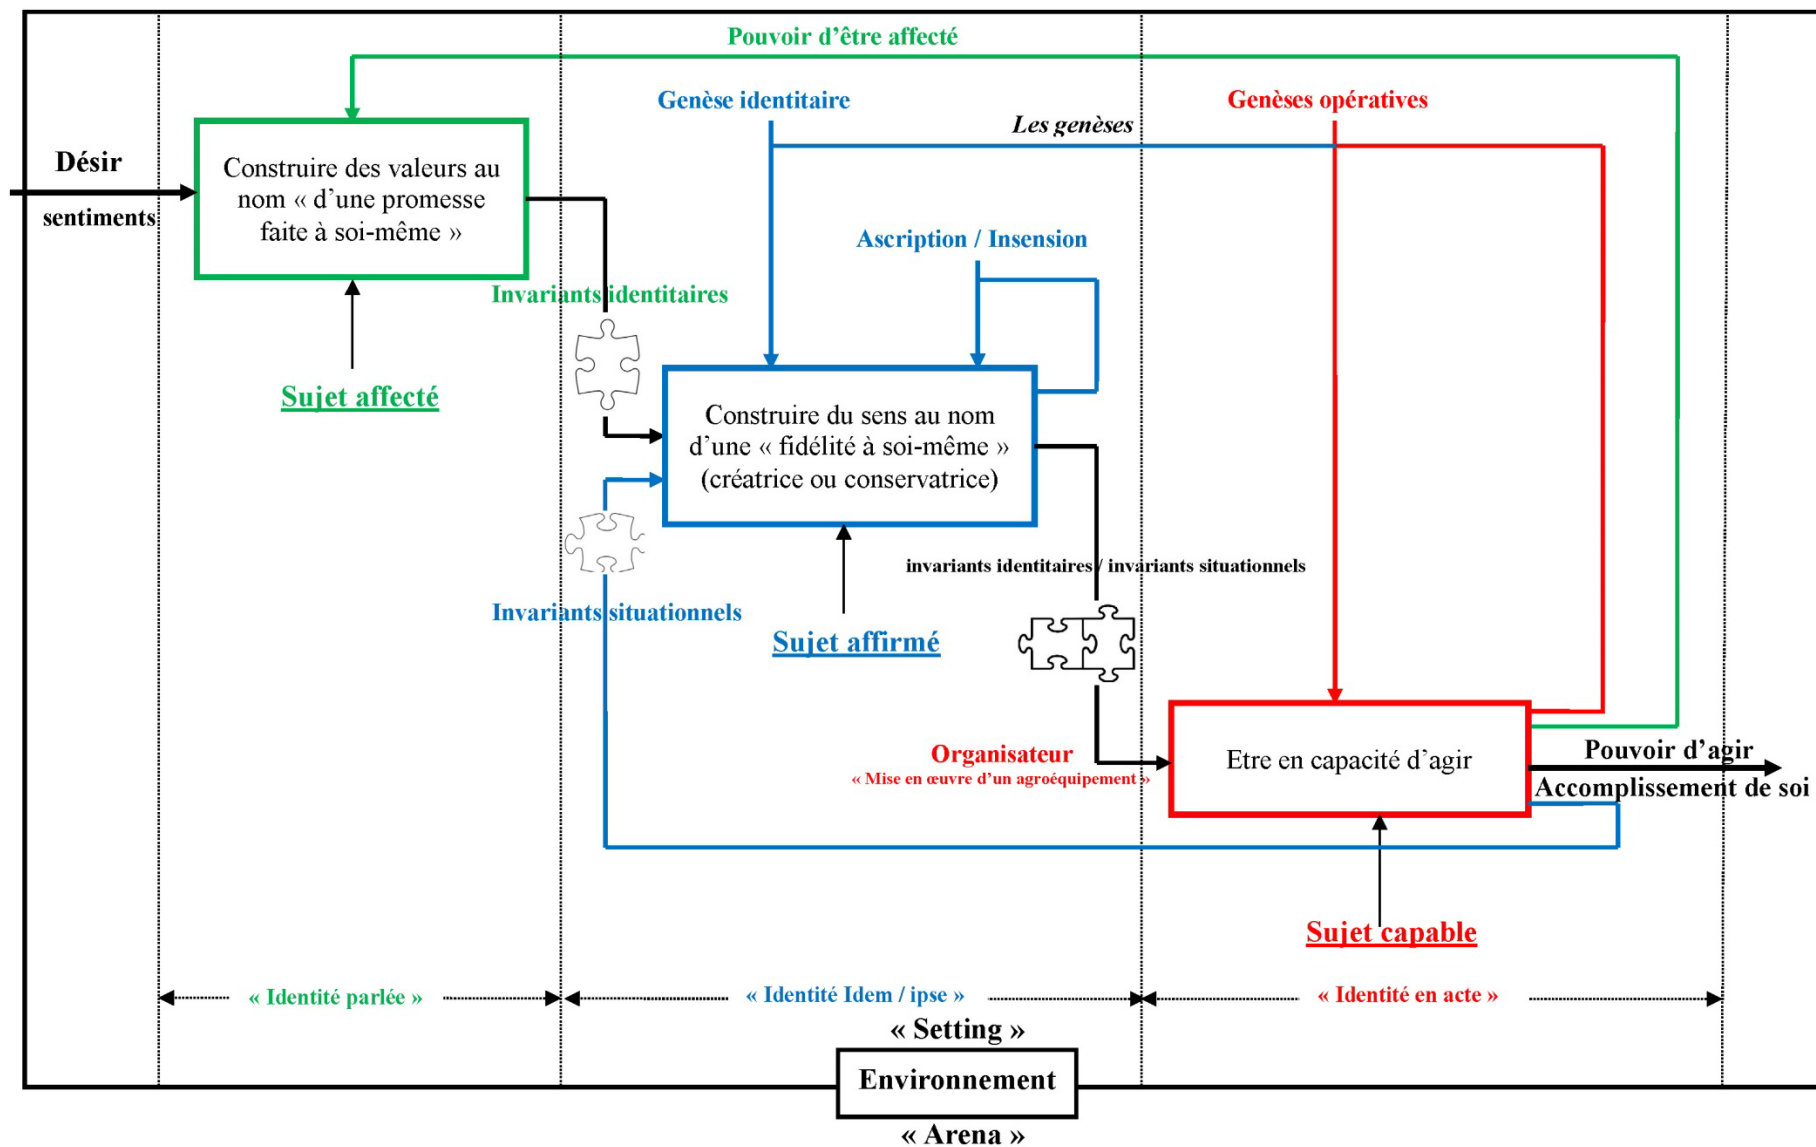 Pouvoir d’être affecté
Genèse identitaire
Genèses opératives
Les genèses
Désir
sentiments
Construire des valeurs au
nom « d’une promesse
faite à soi-même »
Ascription / Insension
Invariants identitaires
Sujet affecté
Construire du sens au nom
d’une « fidélité à soi-même »
(créatrice ou conservatrice)
invariants identitaires / invariants situationnels
Invariants situationnels
Sujet affirmé
Organisateur
« Mise en œuvre d’un agroéquipement »
Etre en capacité d’agir
Pouvoir d’agir
Accomplissement de soi
Sujet capable
« Identité parlée »
« Identité Idem / ipse »
« Identité en acte »
« Setting »
Environnement
« Arena »